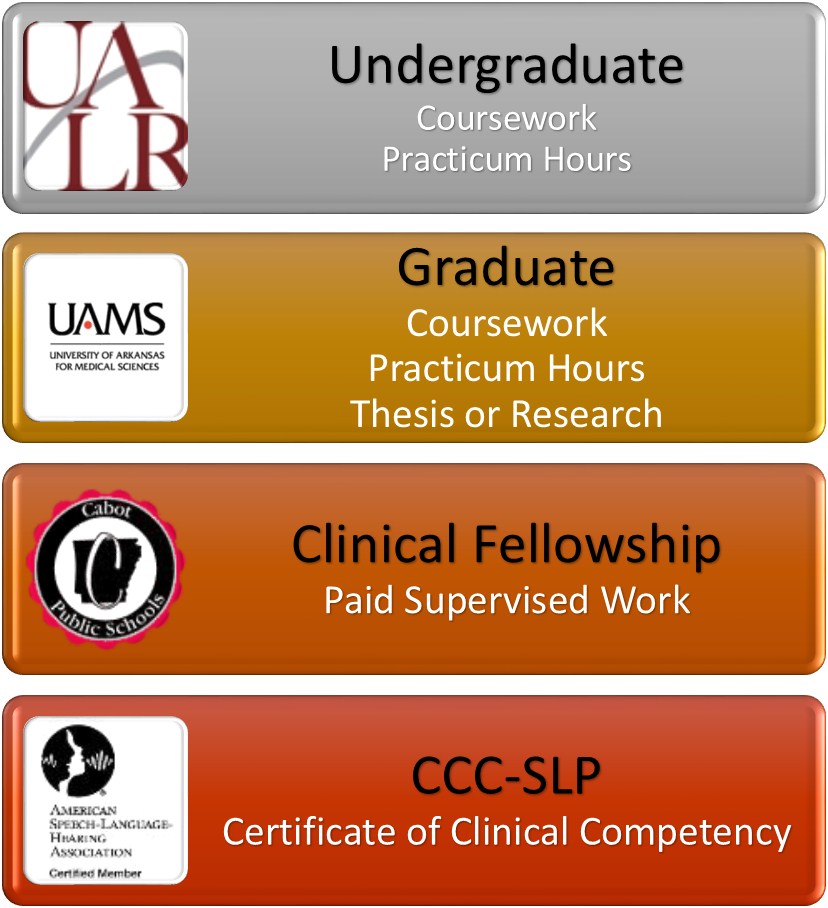 UA
LR
Undergraduate
Coursework
Practicum Hours
UAMS
UNIVERSITY OF ARKANSAS
FOR MEDICAL SCIENCES
Graduate
Coursework
Practicum Hours
Thesis or Research
Cabot
C
Public Schools
Clinical Fellowship
Paid Supervised Work
AMERICAN
SPEECH-LANGUAGE-
HEARING
ASSOCIATION
Certified Member
CCC-SLP
Certificate of Clinical Competency